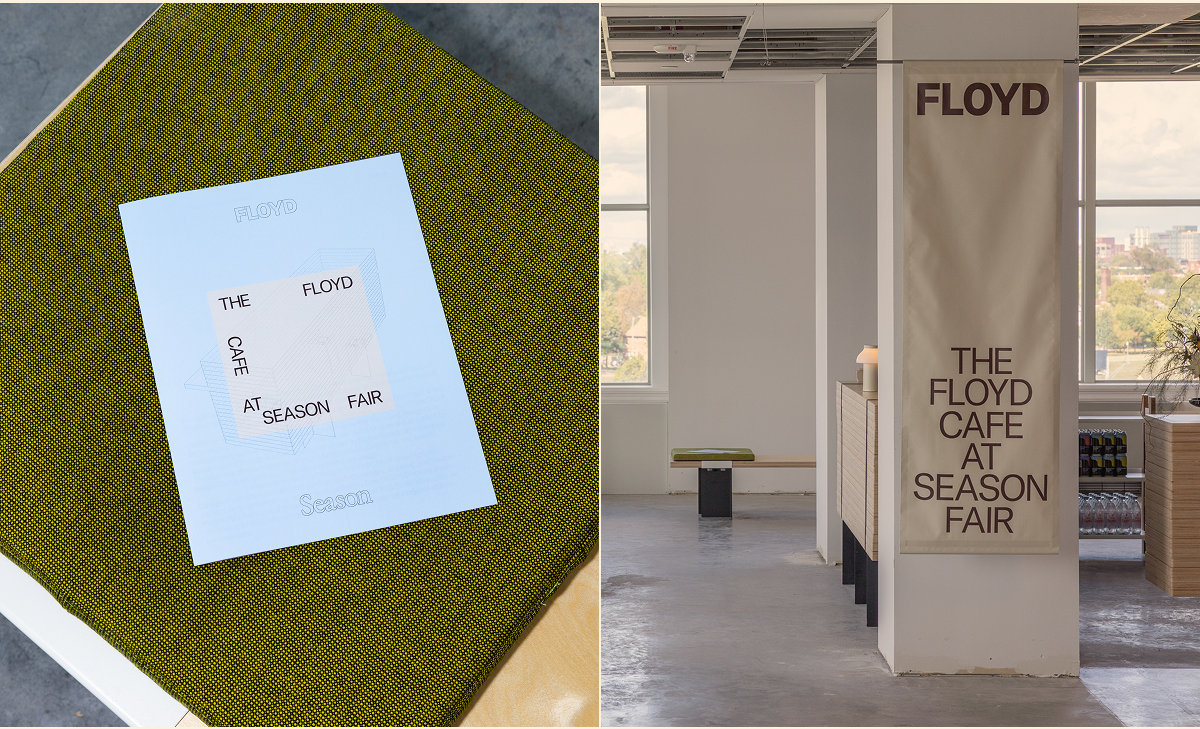 FLOYD
THE FLOYD
CAFE
AT SEASON FAIR
Season
FLOYD
THE
FLOYD
CAFE
AT
SEASON
FAIR